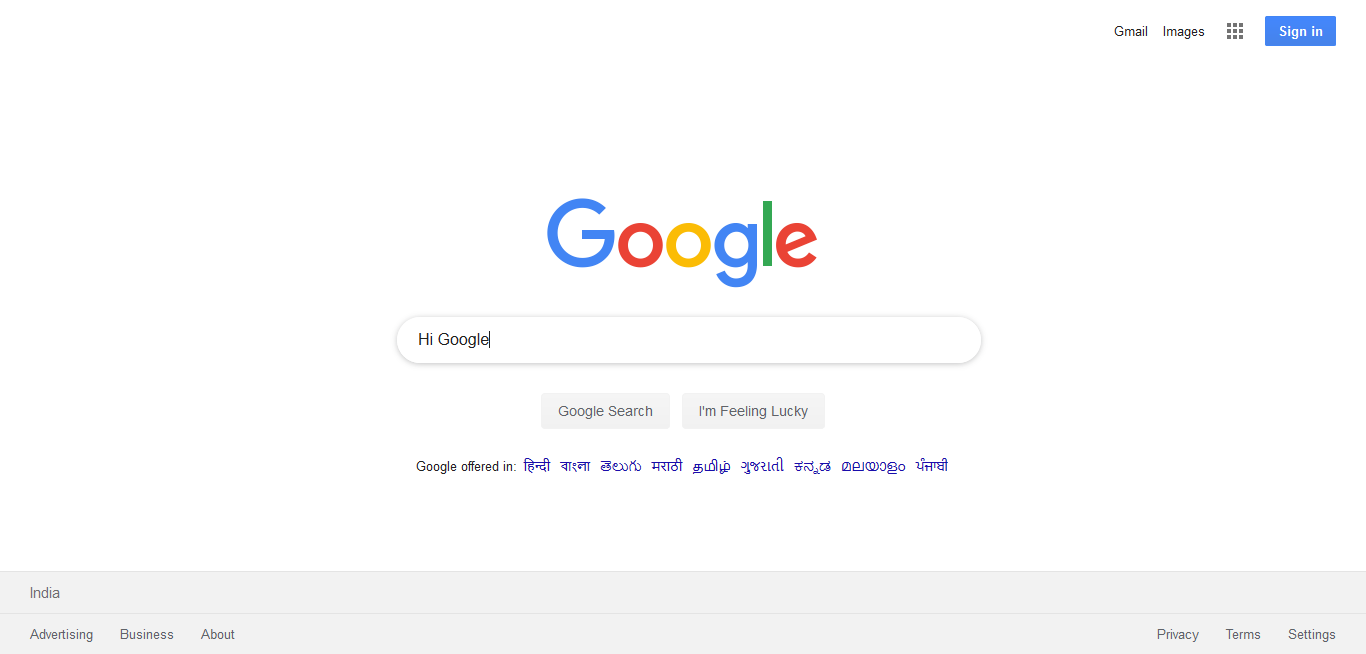 Gmail Images Sign in
Google
Hi Google
Google Search I'm Feeling Lucky
Google offered in: हिन्दी বাংলা తెలుగు मराठी தமிழ் ગુજરાતી ಕನ್ನಡ മലയാളം ਪੰਜਾਬੀ
India
Advertising Business About Privacy Terms Settings